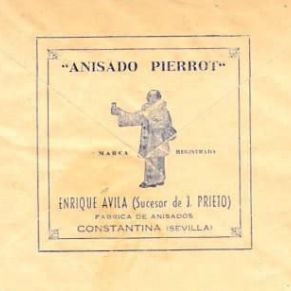 "ANISADO PIERROT"
MARCA REGISTRADA
ENRIQUE AVILA (Sucesor de J. PRIETO)
FABRICA DE ANISADOS
CONSTANTINA (SEVILLA)